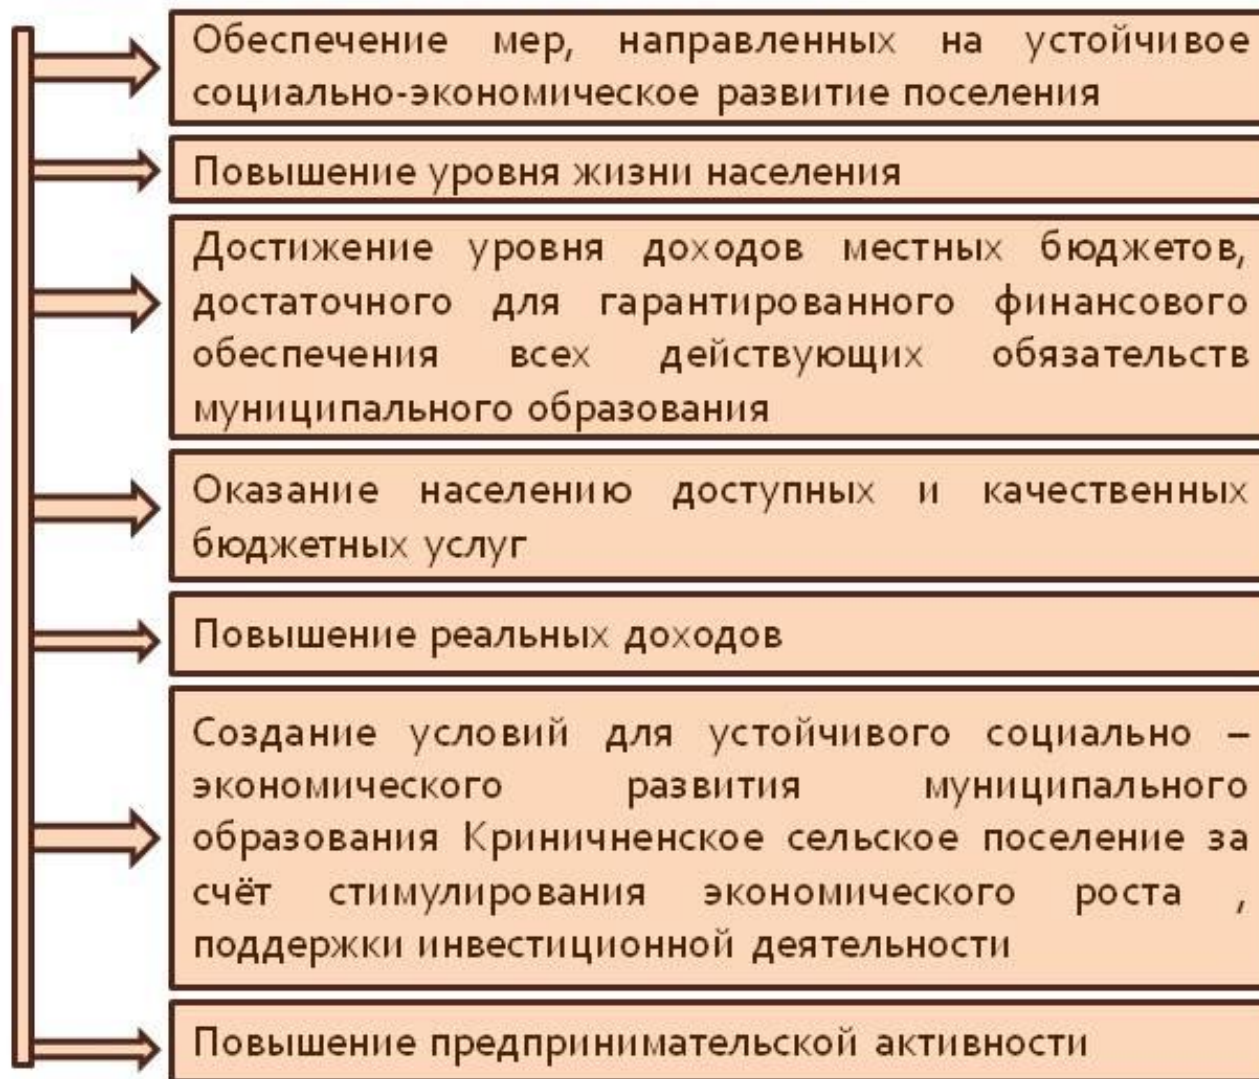 Обеспечение мер, направленных на устойчивое
социально-экономическое развитие поселения
Повышение уровня жизни населения
Достижение уровня доходов местных бюджетов,
достаточного для гарантированного финансового
обеспечения всех действующих обязательств
муниципального образования
Оказание населению доступных и качественных
бюджетных услуг
Повышение реальных доходов
Создание условий для устойчивого социально –
экономического развития муниципального
образования Криничненское сельское поселение за
счёт стимулирования экономического роста ,
поддержки инвестиционной деятельности
Повышение предпринимательской активности